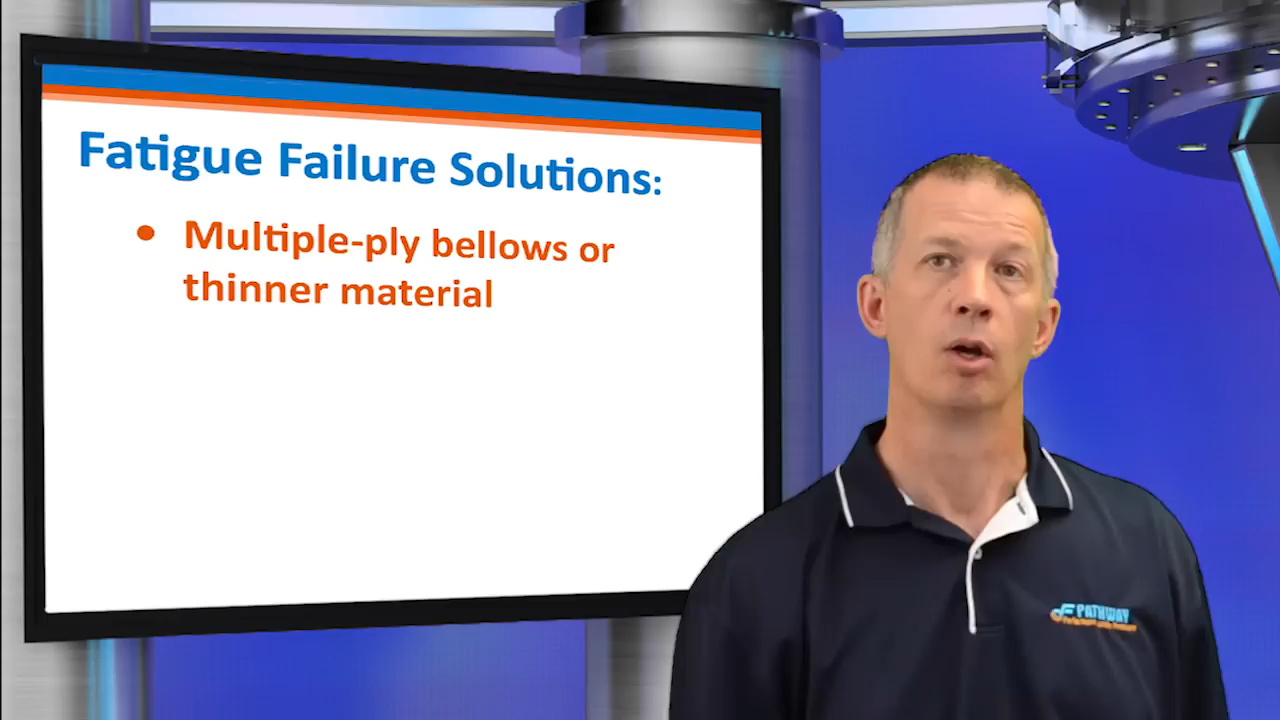 Fatigue Failure Solutions:
• Multiple-ply bellows or
thinner material
PATHWAY